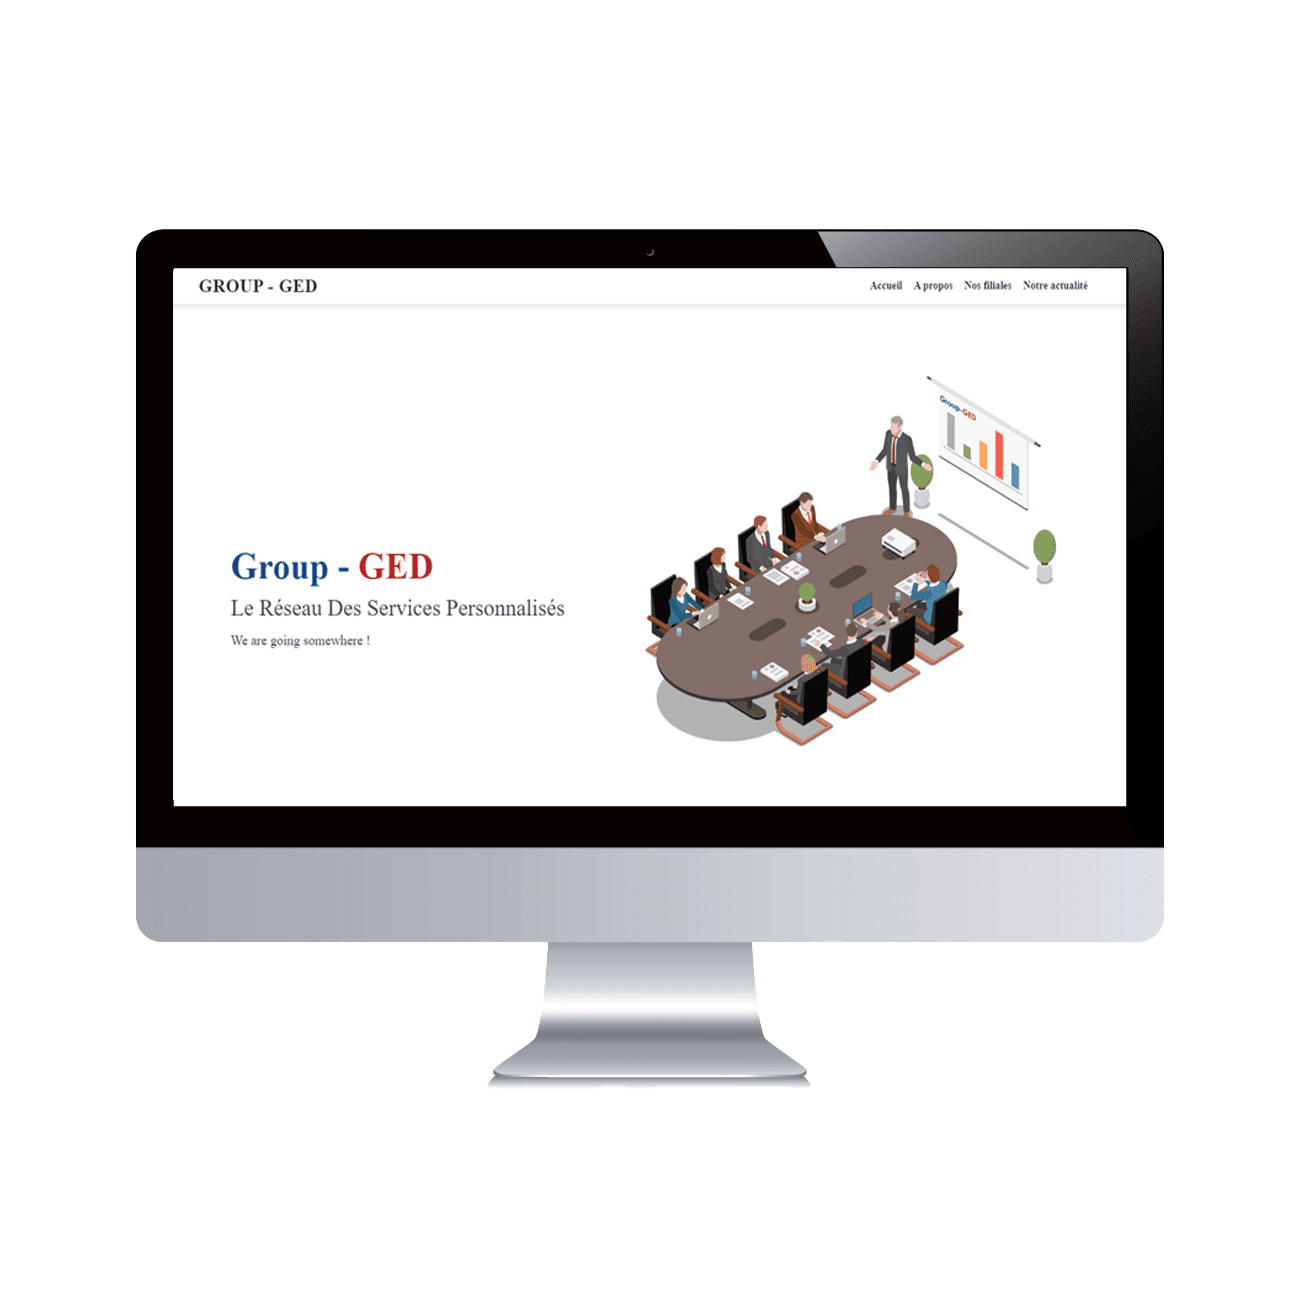 GROUP - GED
Accueil A propos Nos filiales Notre actualité
Group-GED
Group - GED
Le Réseau Des Services Personnalisés
We are going somewhere !